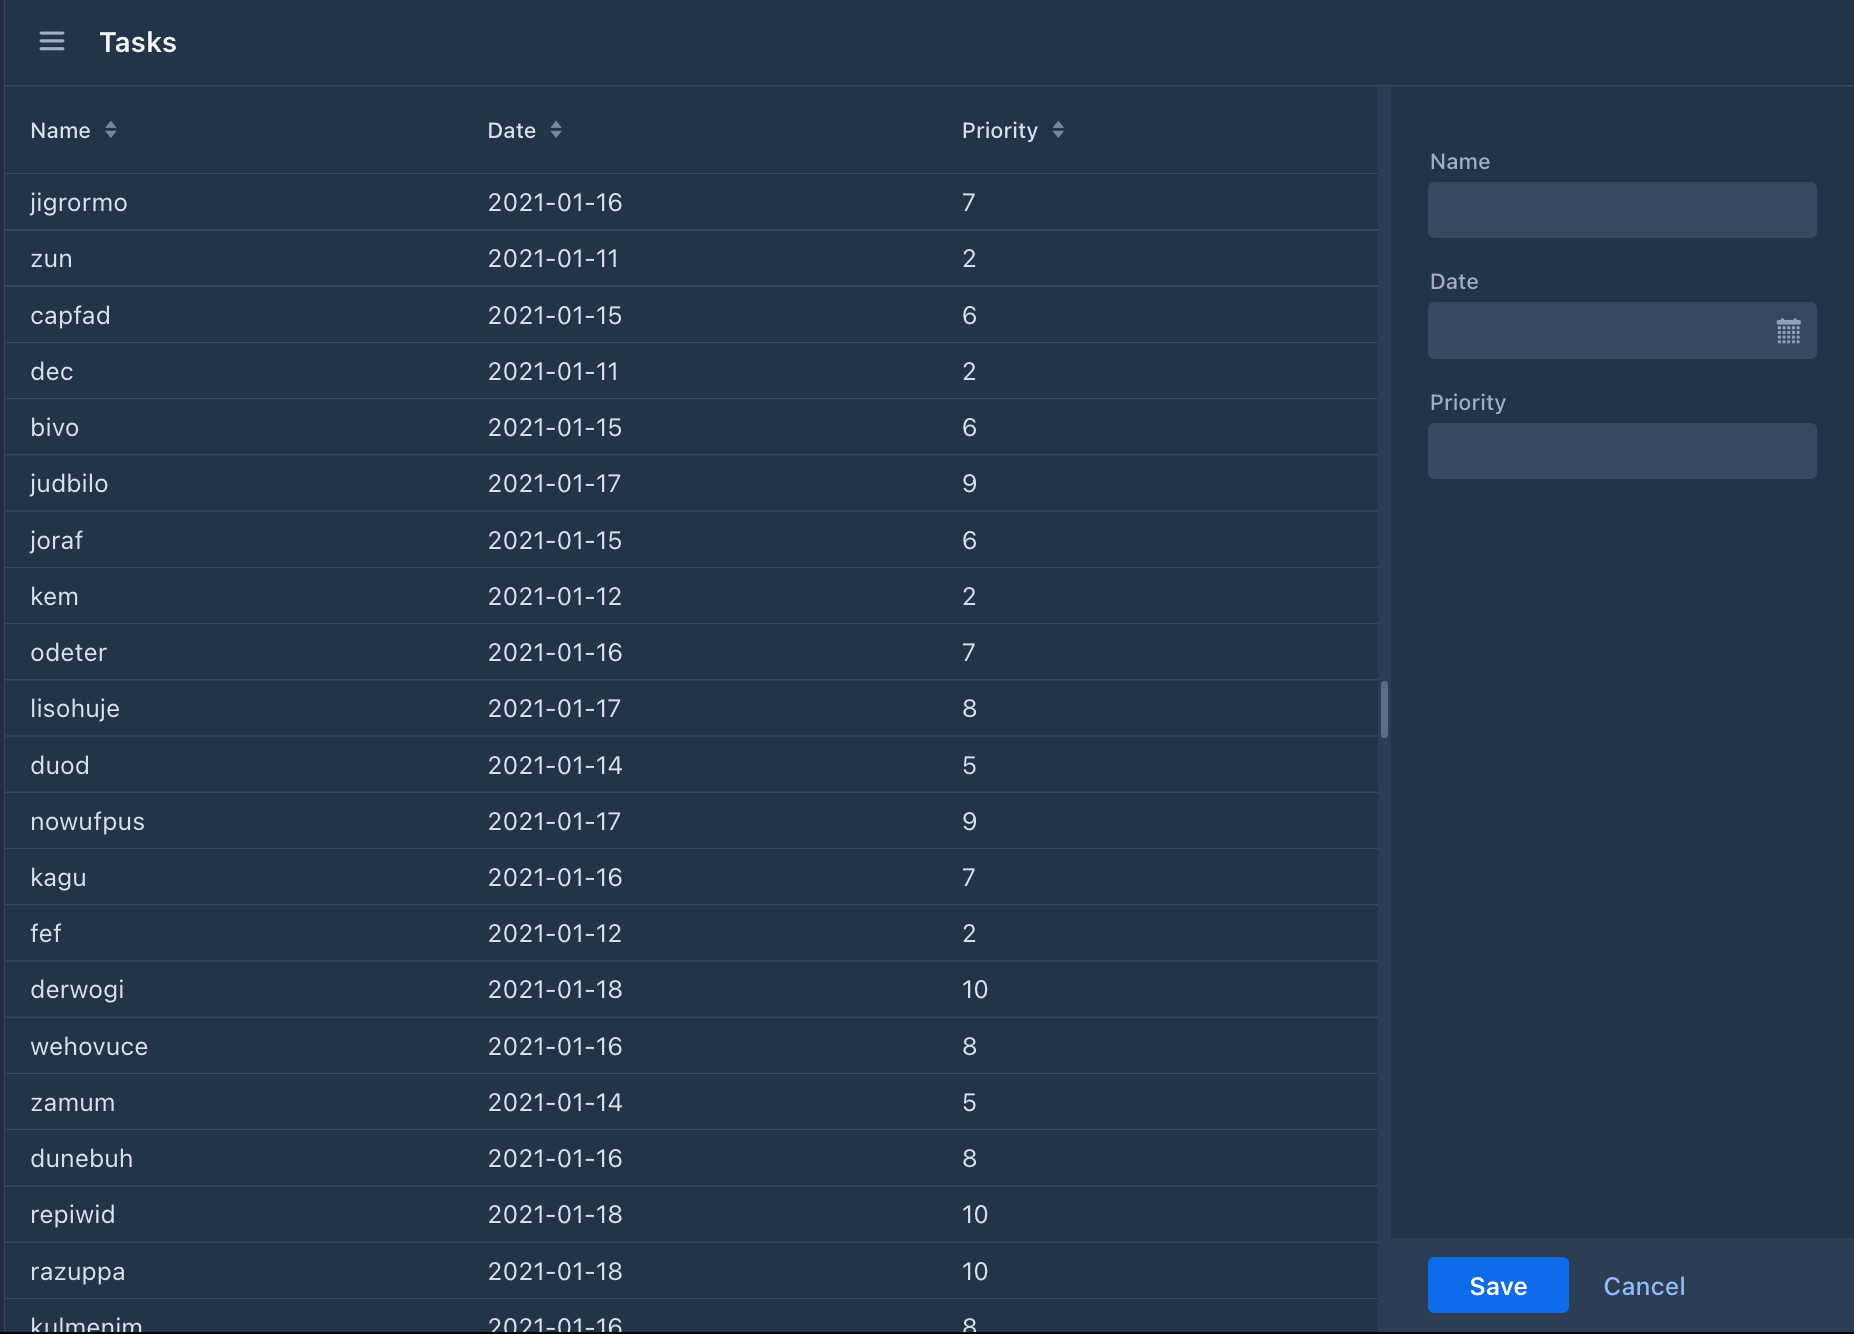 Tasks
Name Date Priority
jigrormo 2021-01-16 7
zun 2021-01-11 2
capfad 2021-01-15 6
dec 2021-01-11 2
bivo 2021-01-15 6
judbilo 2021-01-17 9
joraf 2021-01-15 6
kem 2021-01-12 2
odeter 2021-01-16 7
lisohuje 2021-01-17 8
duod 2021-01-14 5
nowufpus 2021-01-17 9
kagu 2021-01-16 7
fef 2021-01-12 2
derwogi 2021-01-18 10
wehovuce 2021-01-16 8
zamum 2021-01-14 5
dunebuh 2021-01-16 8
repiwid 2021-01-18 10
razuppa 2021-01-18 10
kulmenim 2021-01-16 8
Name
Date
Priority
Save Cancel